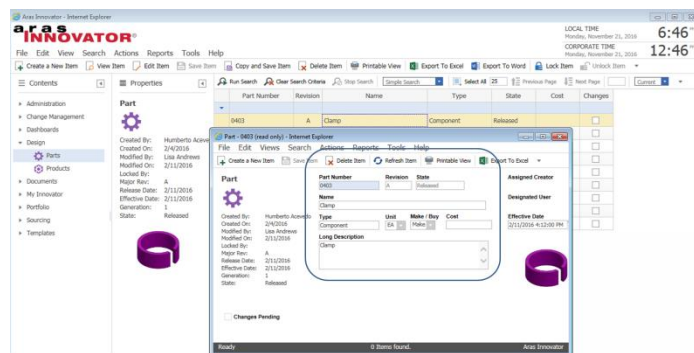 Aras Innovator - Internet Explorer
aras
INNOVATOR®
LOCAL TIME
Monday, November 21, 2016
6:46
CORPORATE TIME
Monday, November 21, 2016
12:46
File Edit View Search Actions Reports Tools Help
Create a New Item View Item Edit Item Save Item Copy and Save Item Delete Item Printable View Export To Excel Export To Word Lock Item Unlock Item
Contents
Administration
Change Management
Dashboards
Design
Parts
Products
Documents
My Innovator
Portfolio
Sourcing
Templates
Properties
Part
Created By: Humberto Aceve
Created On: 2/4/2016
Modified By: Lisa Andrews
Modified On: 2/11/2016
Locked By:
Major Rev: A
Release Date: 2/11/2016
Effective Date: 2/11/2016
Generation: 1
State: Released
Run Search Clear Search Criteria Stop Search Simple Search Select All 25 Previous Page Next Page Current
Part Number Revision Name Type State Cost Changes
0403 A Clamp Component Released
Part - 0403 (read only) - Internet Explorer
File Edit Views Search Actions Reports Tools Help
Create a New Item Save Item Delete Item Refresh Item Printable View Export To Excel
Part
Created By: Humberto Acevedo
Created On: 2/4/2016
Modified By: Lisa Andrews
Modified On: 2/11/2016
Locked By:
Major Rev: A
Release Date: 2/11/2016
Effective Date: 2/11/2016
Generation: 1
State: Released
Part Number Revision State
0403 A Released
Name
Clamp
Type Unit Make / Buy Cost
Component EA Make
Long Description
Clamp
Assigned Creator
Designated User
Effective Date
2/11/2016 4:12:00 PM
Changes Pending
Ready 0 Items found. Aras Innovator